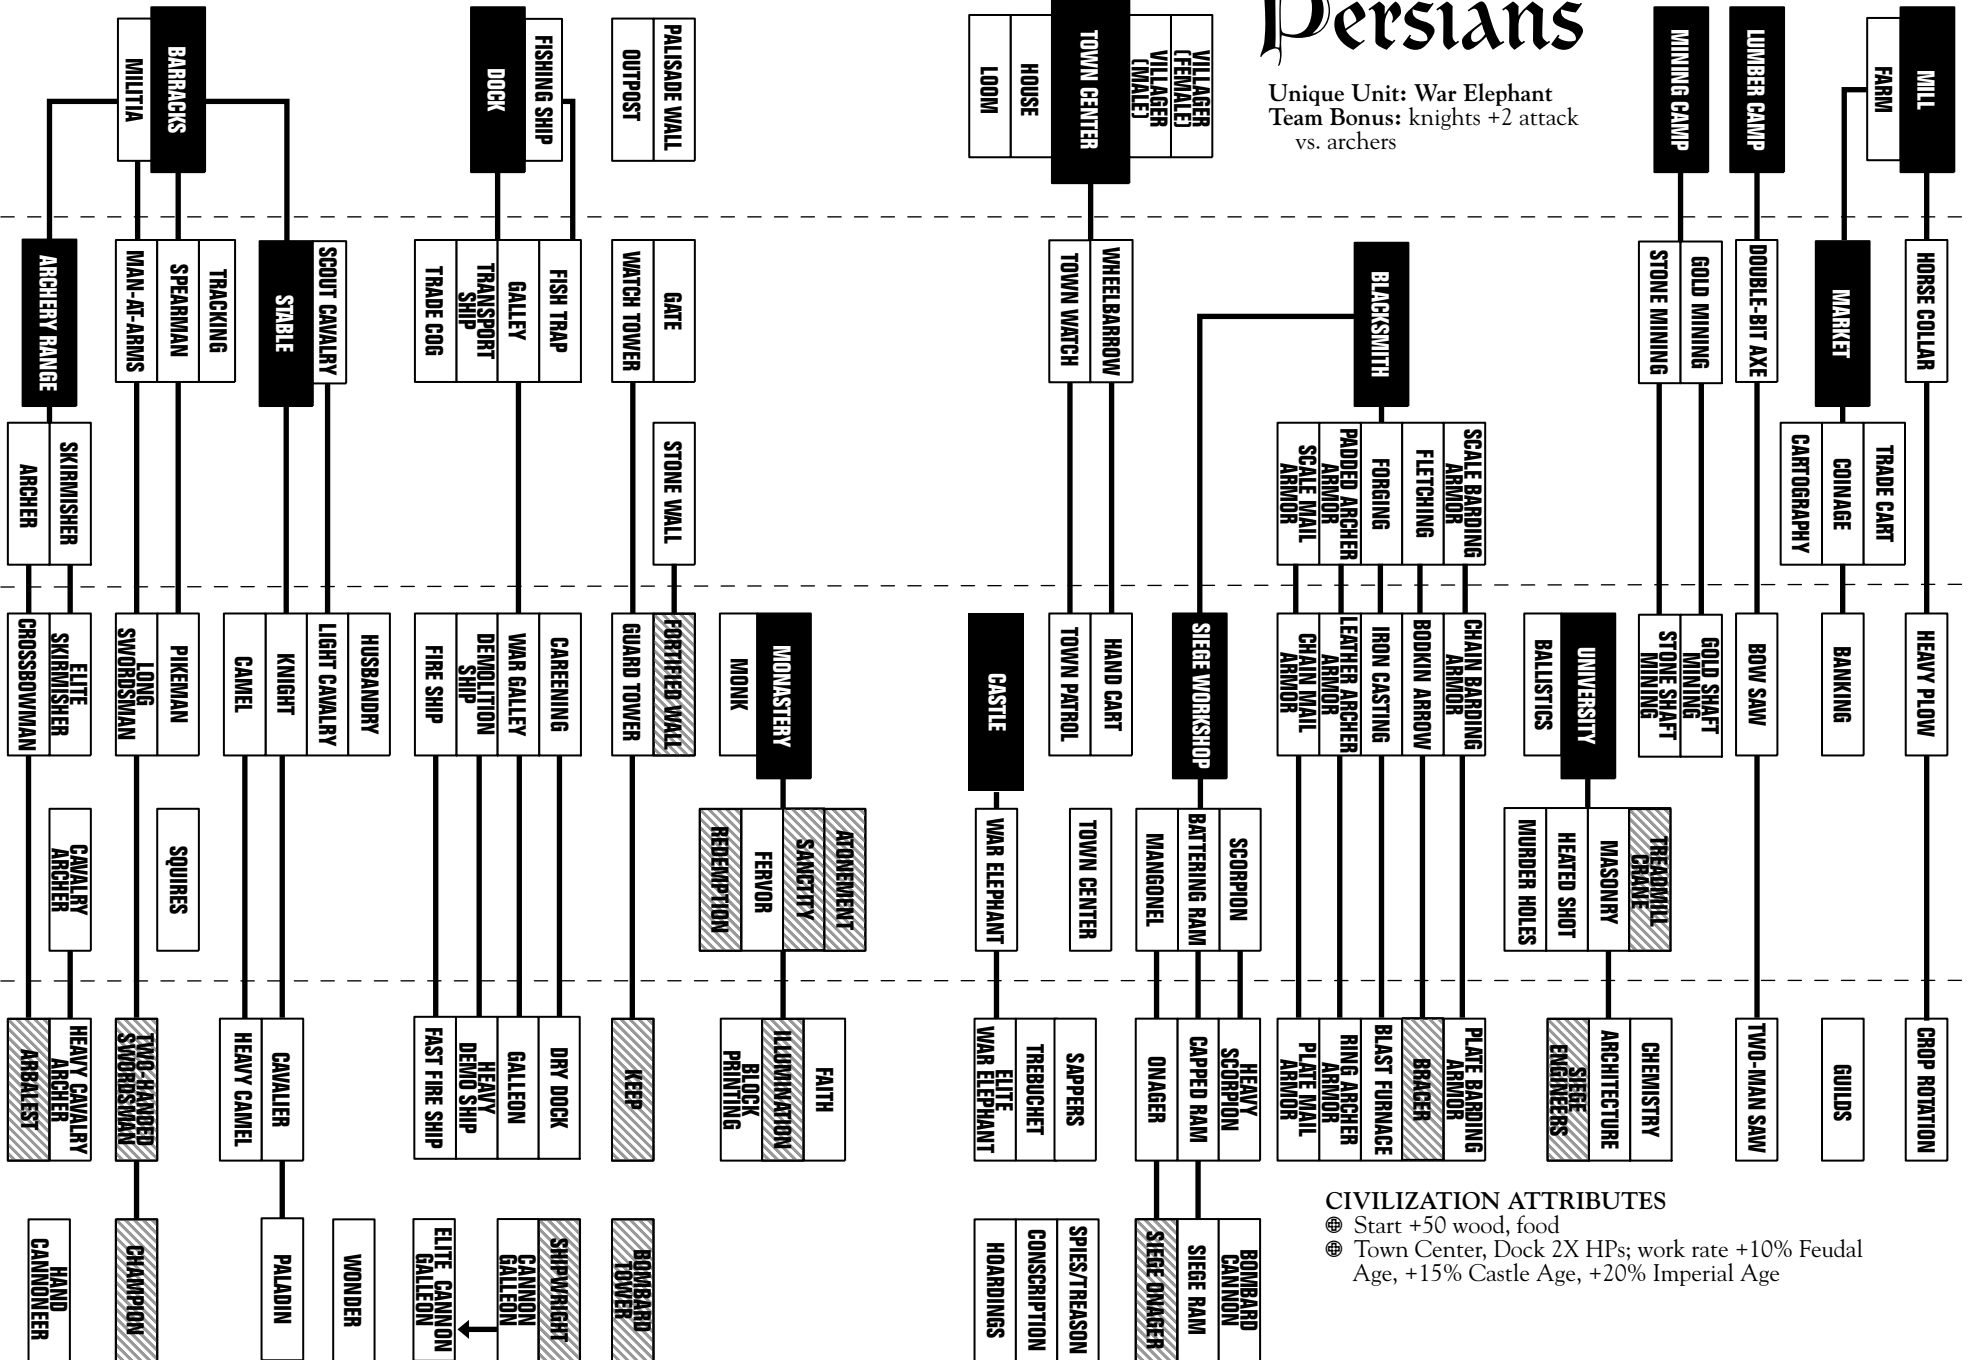 Persians
Unique Unit: War Elephant
Team Bonus: knights +2 attack
vs. archers
BARRACKS
MILITIA
DOCK
FISHING SHIP
PALISADE WALL
OUTPOST
TOWN CENTER
VILLAGER
(FEMALE)
VILLAGER
(MALE)
HOUSE
LOOM
MINING CAMP
LUMBER CAMP
MILL
FARM
ARCHERY RANGE
MAN-AT-ARMS
SPEARMAN
TRACKING
STABLE
SCOUT CAVALRY
TRADE COG
TRANSPORT
SHIP
GALLEY
FISH TRAP
WATCH TOWER
GATE
TOWN WATCH
WHEELBARROW
BLACKSMITH
STONE MINING
GOLD MINING
DOUBLE-BIT AXE
MARKET
HORSE COLLAR
ARCHER
SKIRMISHER
STONE WALL
SCALE MAIL
ARMOR
PADDED ARCHER
ARMOR
FORGING
FLETCHING
SCALE BARDING
ARMOR
CARTOGRAPHY
COINAGE
TRADE CART
CROSSBOWMAN
ELITE
SKIRMISHER
LONG
SWORDSMAN
PIKEMAN
CAMEL
KNIGHT
LIGHT CAVALRY
HUSBANDRY
FIRE SHIP
DEMOLITION
SHIP
WAR GALLEY
CAREENING
GUARD TOWER
FORTIFIED WALL
MONK
MONASTERY
CASTLE
TOWN PATROL
HAND CART
SIEGE WORKSHOP
CHAIN MAIL
ARMOR
LEATHER ARCHER
ARMOR
IRON CASTING
BODKIN ARROW
CHAIN BARDING
ARMOR
BALLISTICS
UNIVERSITY
STONE SHAFT
MINING
GOLD SHAFT
MINING
BOW SAW
BANKING
HEAVY PLOW
CAVALRY
ARCHER
SQUIRES
REDEMPTION
FERVOR
SANCTITY
ATONEMENT
WAR ELEPHANT
TOWN CENTER
MANGONEL
BATTERING RAM
SCORPION
MURDER HOLES
HEATED SHOT
MASONRY
TREADMILL
CRANE
ARBALEST
HEAVY CAVALRY
ARCHER
TWO-HANDED
SWORDSMAN
HEAVY CAMEL
CAVALIER
FAST FIRE SHIP
HEAVY
DEMO SHIP
GALLEON
DRY DOCK
KEEP
BLOCK
PRINTING
ILLUMINATION
FAITH
ELITE
WAR ELEPHANT
TREBUCHET
SAPPERS
ONAGER
CAPPED RAM
HEAVY
SCORPION
PLATE MAIL
ARMOR
RING ARCHER
ARMOR
BLAST FURNACE
BRACER
PLATE BARDING
ARMOR
SIEGE
ENGINEERS
ARCHITECTURE
CHEMISTRY
TWO-MAN SAW
GUILDS
CROP ROTATION
HAND
CANNONEER
CHAMPION
PALADIN
WONDER
ELITE CANNON
GALLEON
CANNON
GALLEON
SHIPWRIGHT
BOMBARD
TOWER
HOARDINGS
CONSCRIPTION
SPIES/TREASON
SIEGE ONAGER
SIEGE RAM
BOMBARD
CANNON
CIVILIZATION ATTRIBUTES
Start +50 wood, food
Town Center, Dock 2X HPs; work rate +10% Feudal
Age, +15% Castle Age, +20% Imperial Age